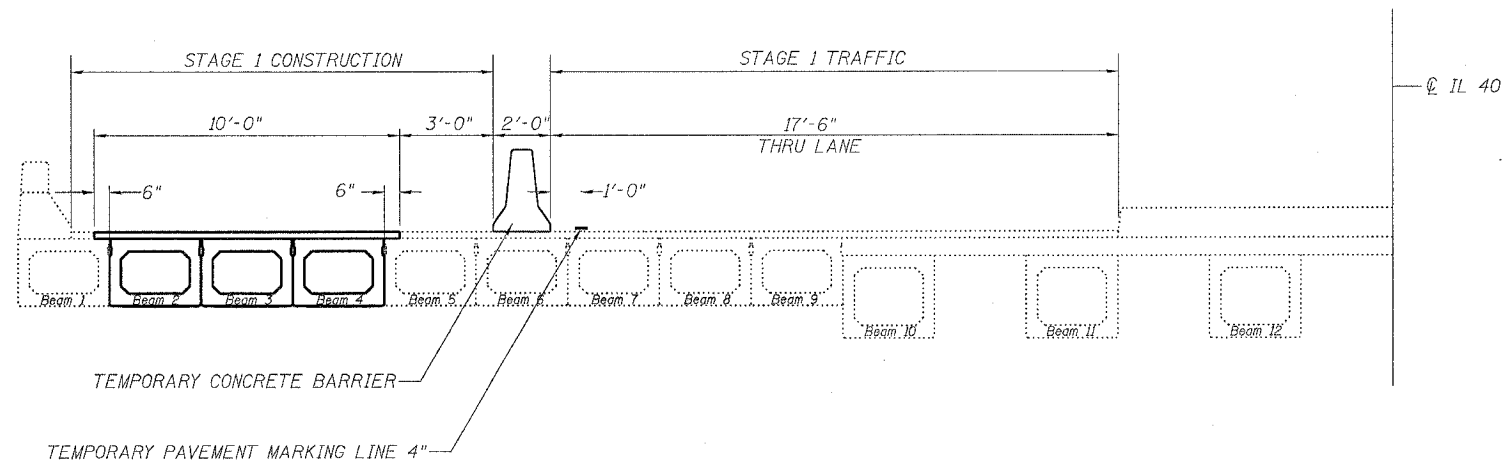 STAGE 1 CONSTRUCTION
STAGE 1 TRAFFIC
℄ IL 40
10'-0"
3'-0"
2'-0"
17'-6"
THRU LANE
6"
6"
1'-0"
Beam 1
Beam 2
Beam 3
Beam 4
Beam 5
Beam 6
Beam 7
Beam 8
Beam 9
Beam 10
Beam 11
Beam 12
TEMPORARY CONCRETE BARRIER
TEMPORARY PAVEMENT MARKING LINE 4"